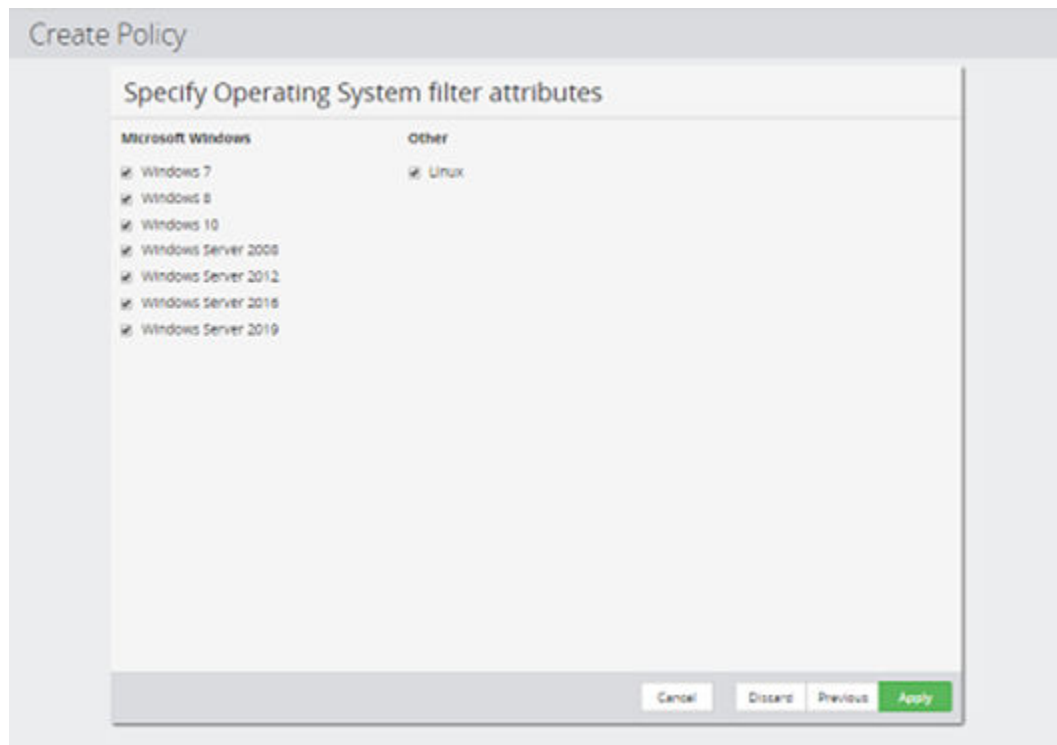 Create Policy
Specify Operating System filter attributes
Microsoft Windows
Other
Windows 7
Linux
Windows 8
Windows 10
Windows Server 2008
Windows Server 2012
Windows Server 2016
Windows Server 2019
Cancel
Discard
Previous
Apply